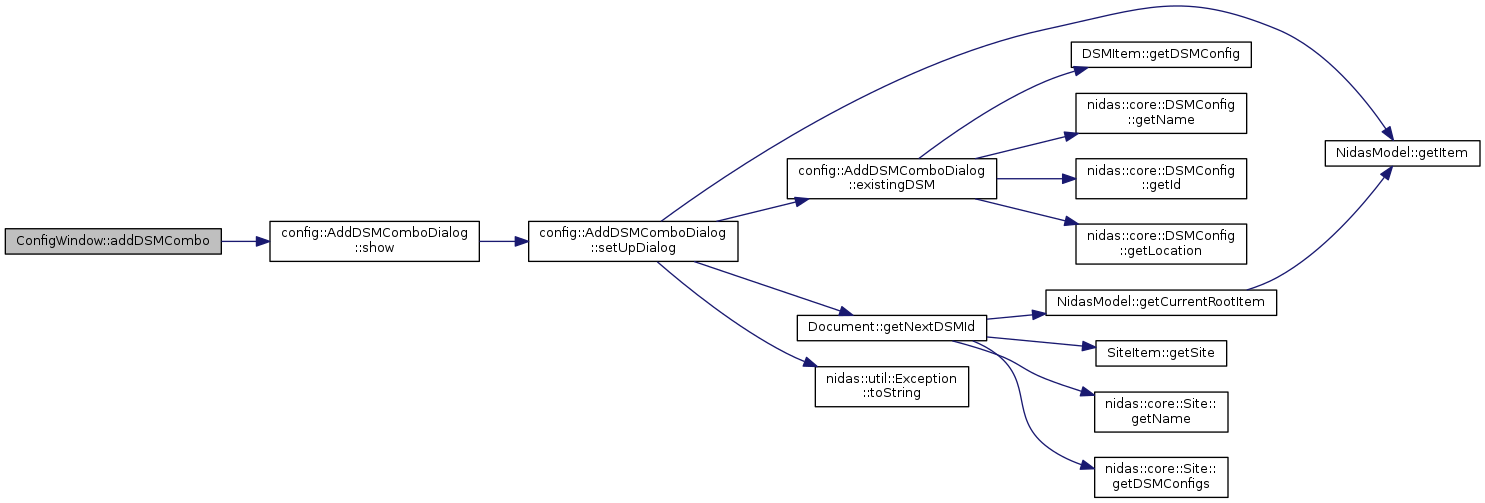 ConfigWindow::addDSMCombo
config::AddDSMComboDialog
::show
config::AddDSMComboDialog
::setUpDialog
config::AddDSMComboDialog
::existingDSM
DSMItem::getDSMConfig
nidas::core::DSMConfig
::getName
nidas::core::DSMConfig
::getId
nidas::core::DSMConfig
::getLocation
NidasModel::getItem
Document::getNextDSMId
NidasModel::getCurrentRootItem
SiteItem::getSite
nidas::core::Site::
getName
nidas::core::Site::
getDSMConfigs
nidas::util::Exception
::toString